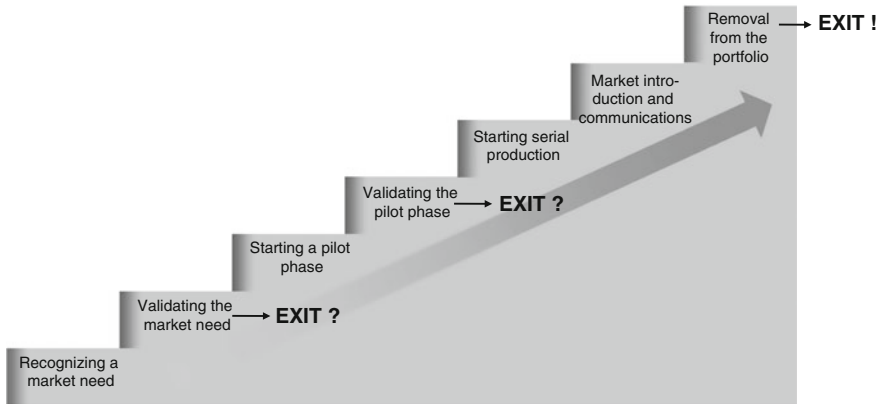 Removal
from the
portfolio
EXIT !
Market intro-
duction and
communications
Starting serial
production
Validating the
pilot phase
EXIT ?
Starting a pilot
phase
Validating the
market need
EXIT ?
Recognizing a
market need